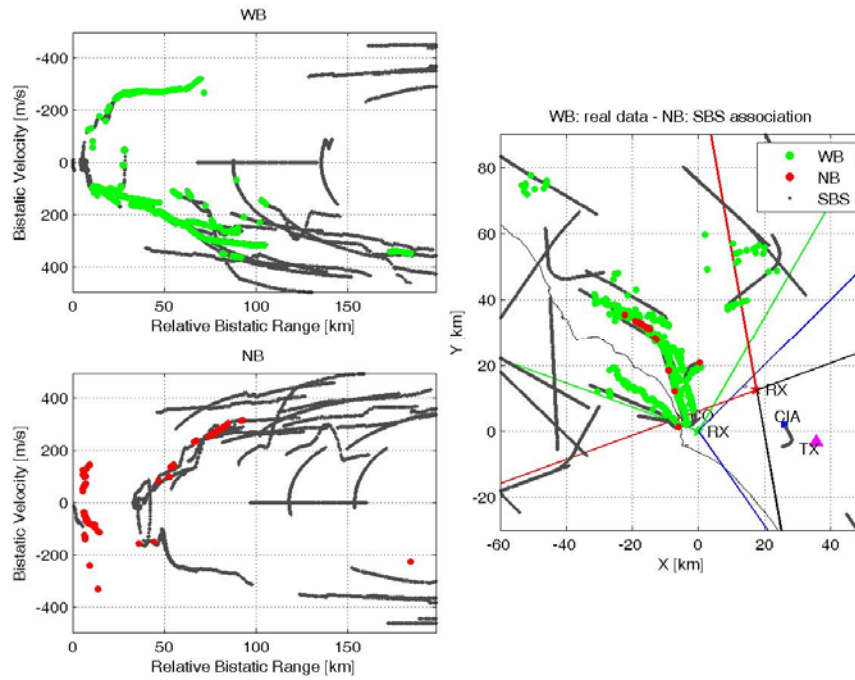 WB
-400
-200
0
200
400
Bistatic Velocity [m/s]
0
50
100
150
Relative Bistatic Range [km]
NB
400
200
0
-200
-400
Bistatic Velocity [m/s]
0
50
100
150
Relative Bistatic Range [km]
WB: real data - NB: SBS association
WB
NB
SBS
80
60
40
20
0
-20
Y [km]
RX
RX
CIA
TX
-60
-40
-20
0
20
40
X [km]